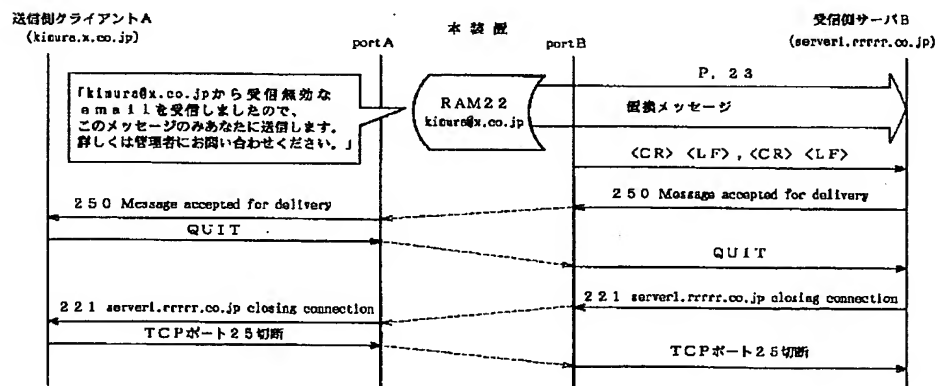 送信側クライアントA
(kimura.x.co.jp)
portA
本装置
portB
受信側サーバB
(server1.rrrrr.co.jp)
「kimura@x.co.jpから受信無効な
emailを受信しましたので、
このメッセージのみあなたに送信します。
詳しくは管理者にお問い合わせください。」
RAM22
kimura@x.co.jp
P. 23
置換メッセージ
<CR> <LF>, <CR> <LF>
250 Message accepted for delivery
250 Message accepted for delivery
QUIT
QUIT
221 server1.rrrrr.co.jp closing connection
221 server1.rrrrr.co.jp closing connection
TCPポート25切断
TCPポート25切断